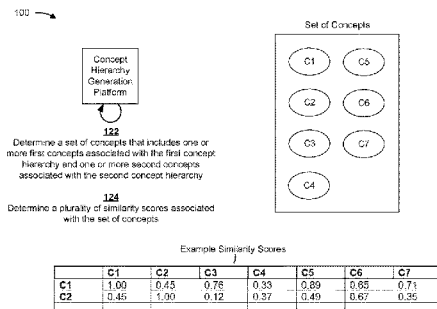 100
Set of Concepts
Concept
Hierarchy
Generation
Platform
C1
C5
C2
C6
C3
C7
C4
122
Determine a set of concepts that includes one or
more first concepts associated with the first concept
hierarchy and one or more second concepts
associated with the second concept hierarchy
124
Determine a plurality of similarity scores associated
with the set of concepts
Example Similarity Scores
C1 C2 C3 C4 C5 C6 C7
C1 1.00 0.45 0.76 0.33 0.89 0.65 0.71
C2 0.45 1.00 0.12 0.37 0.49 0.67 0.35